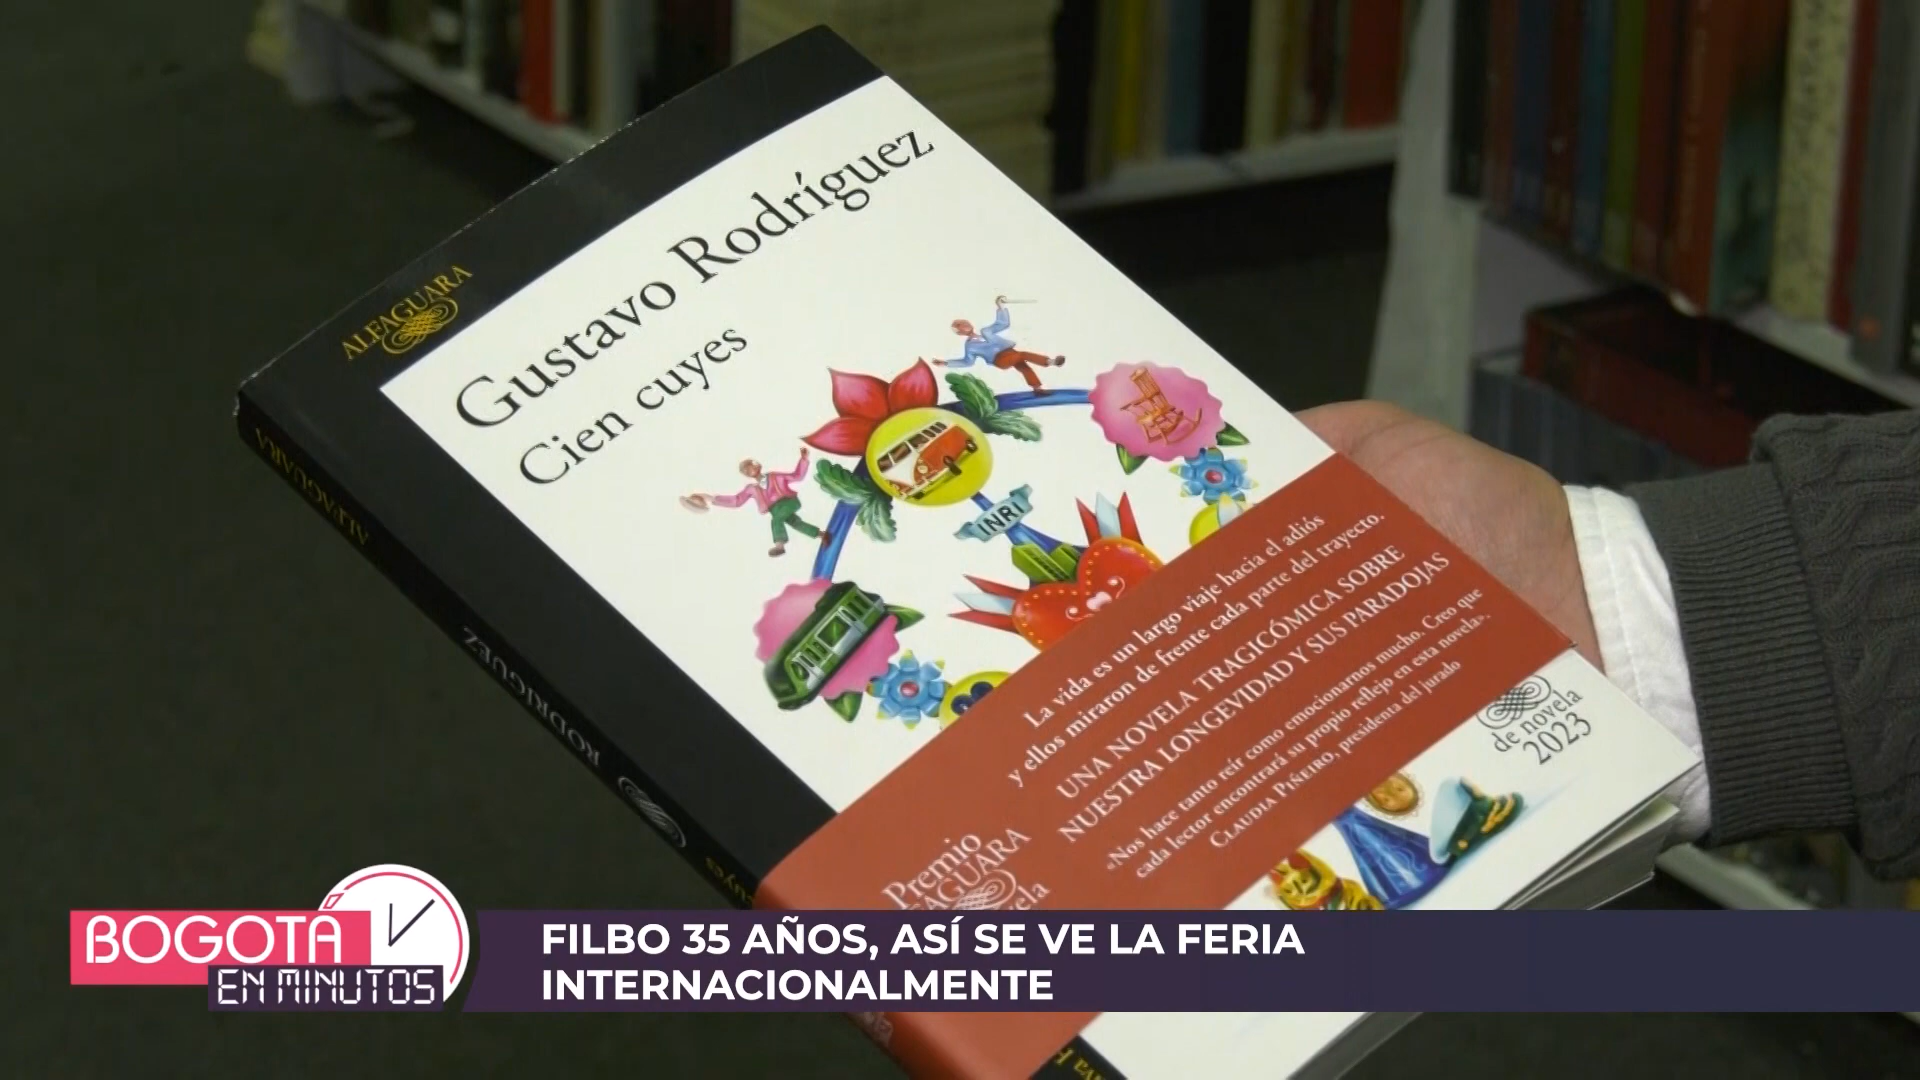 ALFAGUARA
Gustavo Rodríguez
Cien cuyes
INRI
La vida es un largo viaje hacia el adiós
y ellos miraron de frente cada parte del trayecto.
UNA NOVELA TRAGICÓMICA SOBRE
NUESTRA LONGEVIDAD Y SUS PARADOJAS
«Nos hace tanto reír como emocionarnos mucho. Creo que
cada lector encontrará su propio reflejo en esta novela».
CLAUDIA PIÑEIRO, presidenta del jurado
de novela
2023
Premio
ALFAGUARA
RODRÍGUEZ
BOGOTÁ
EN MINUTOS
FILBO 35 AÑOS, ASÍ SE VE LA FERIA
INTERNACIONALMENTE